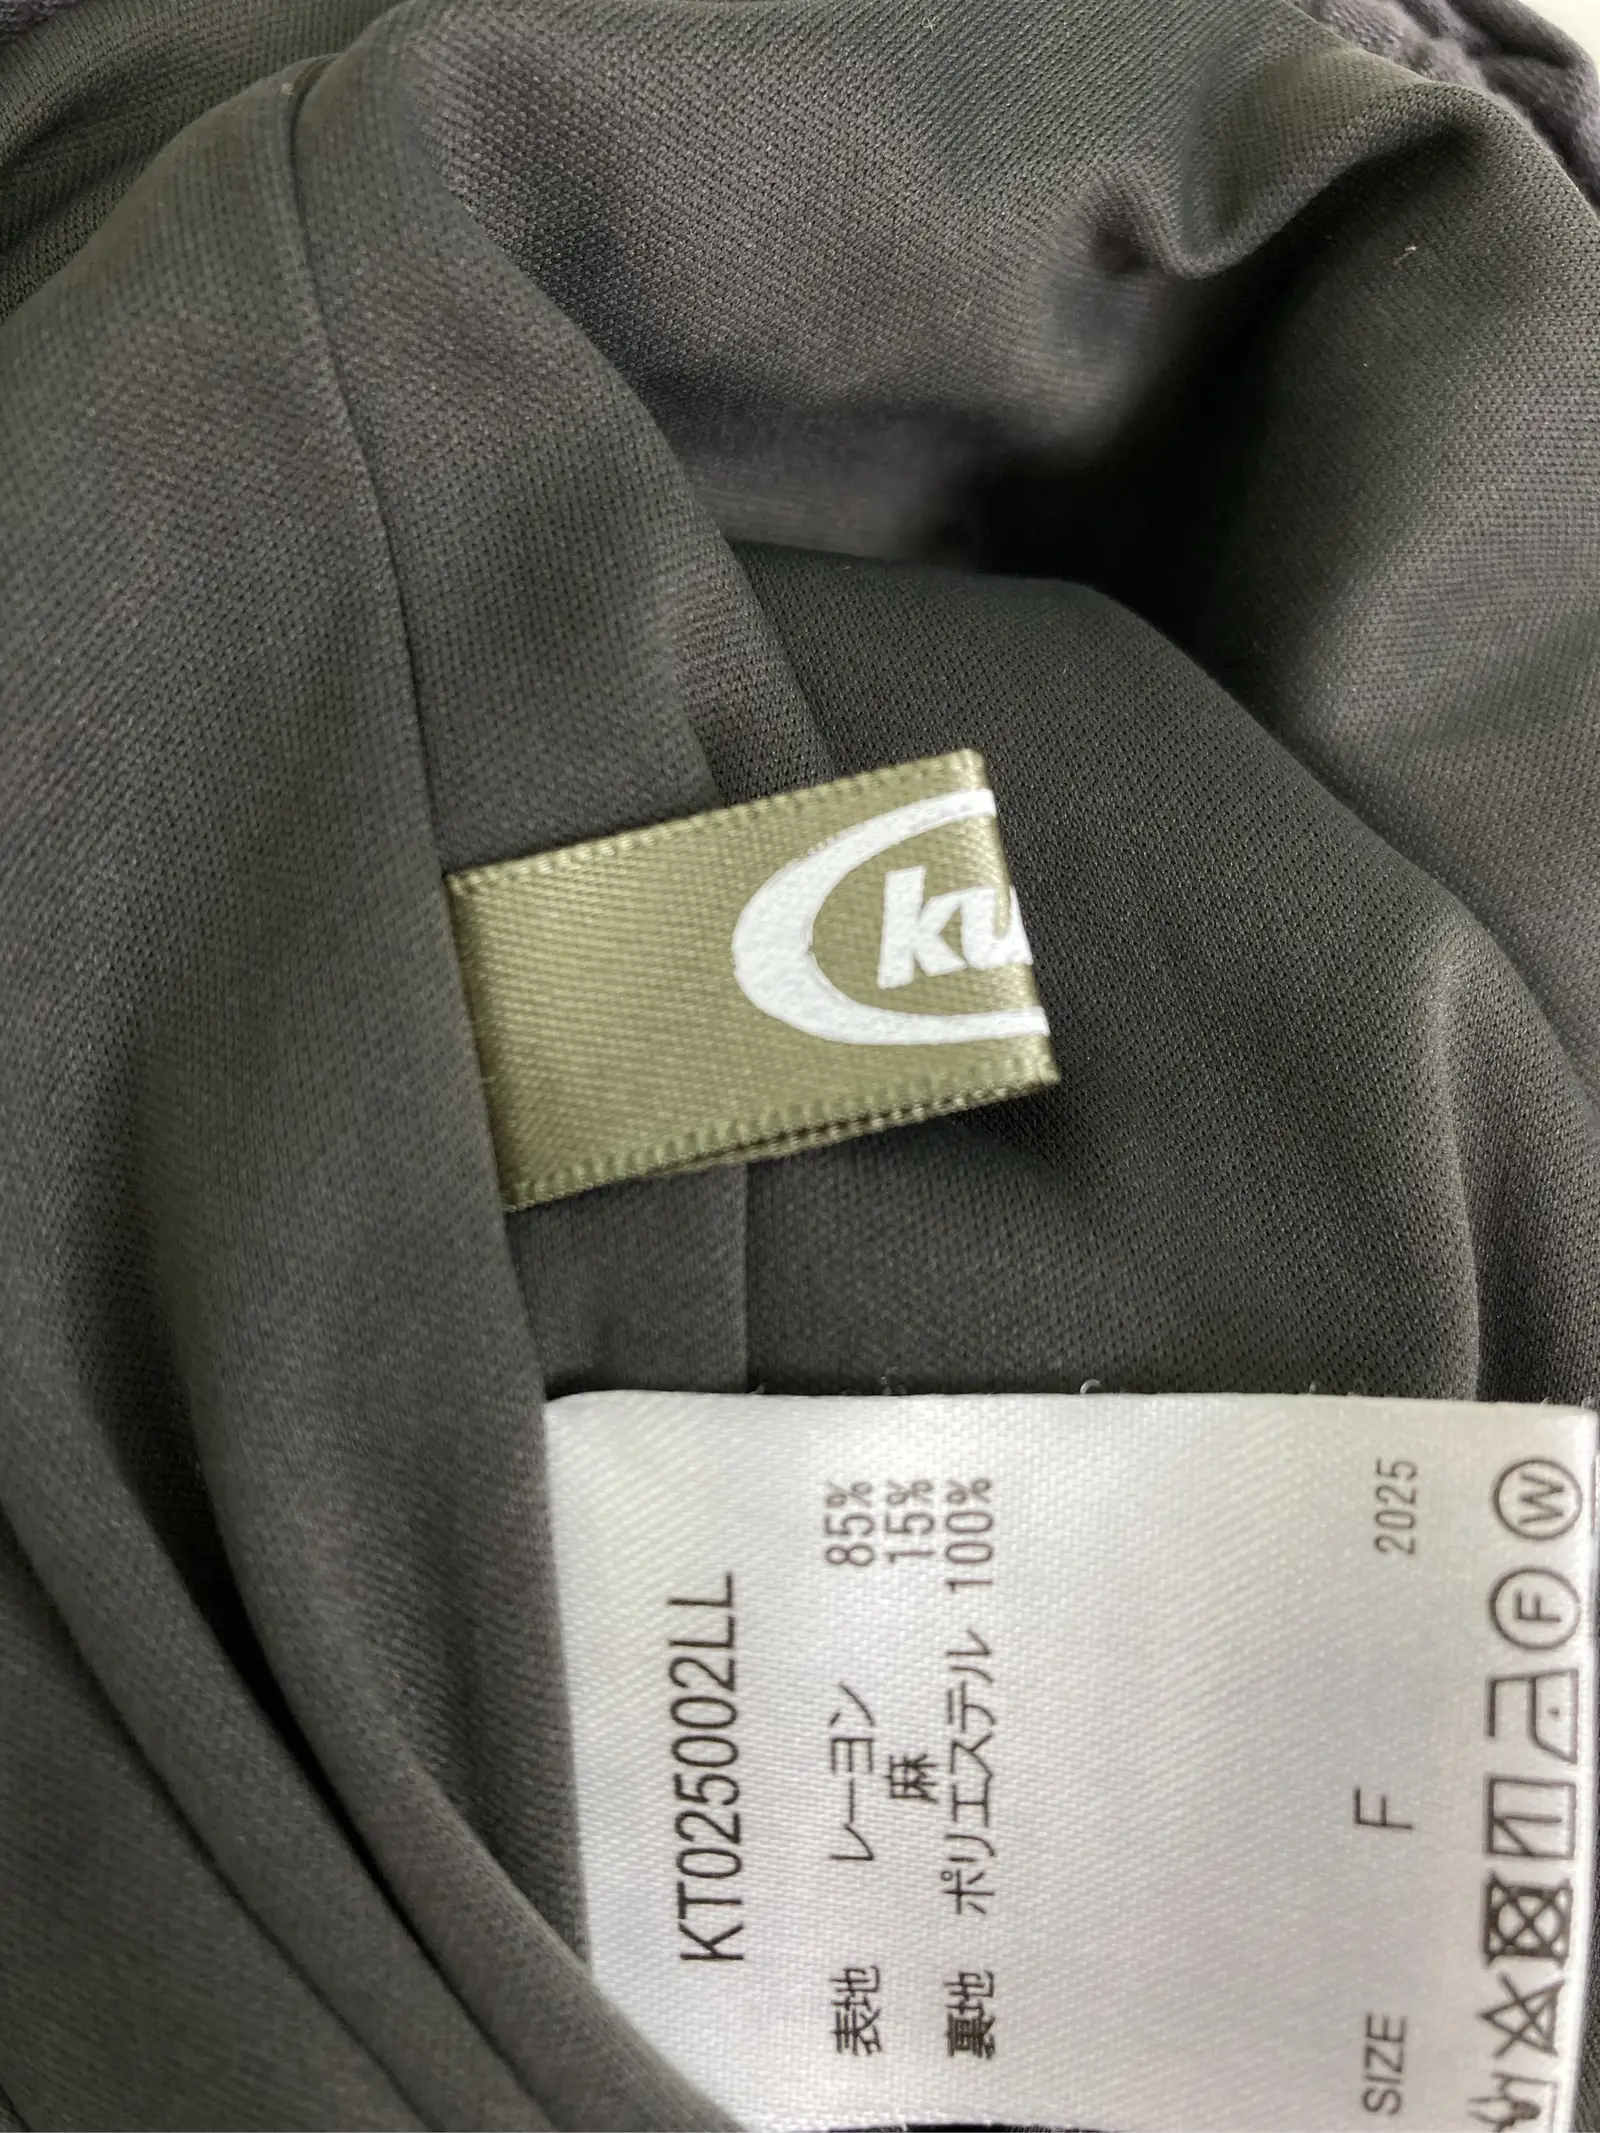 ku
KT025002LL
表地 レーヨン 85%
麻 15%
裏地 ポリエステル 100%
SIZE F 2025
W
F